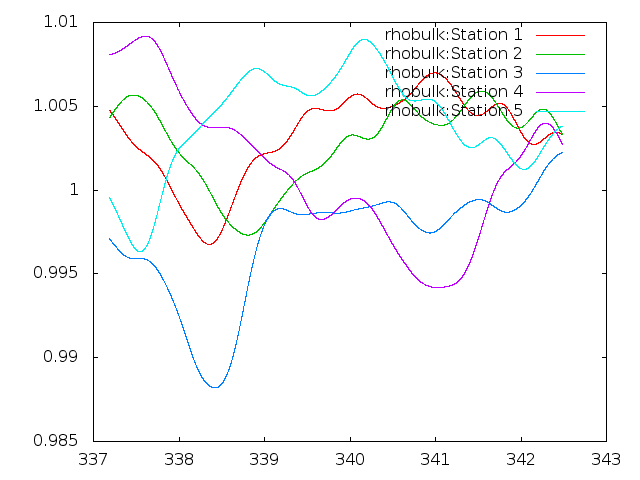 1.01
1.005
1
0.995
0.99
0.985
337 338 339 340 341 342 343
rhobulk:Station 1
rhobulk:Station 2
rhobulk:Station 3
rhobulk:Station 4
rhobulk:Station 5